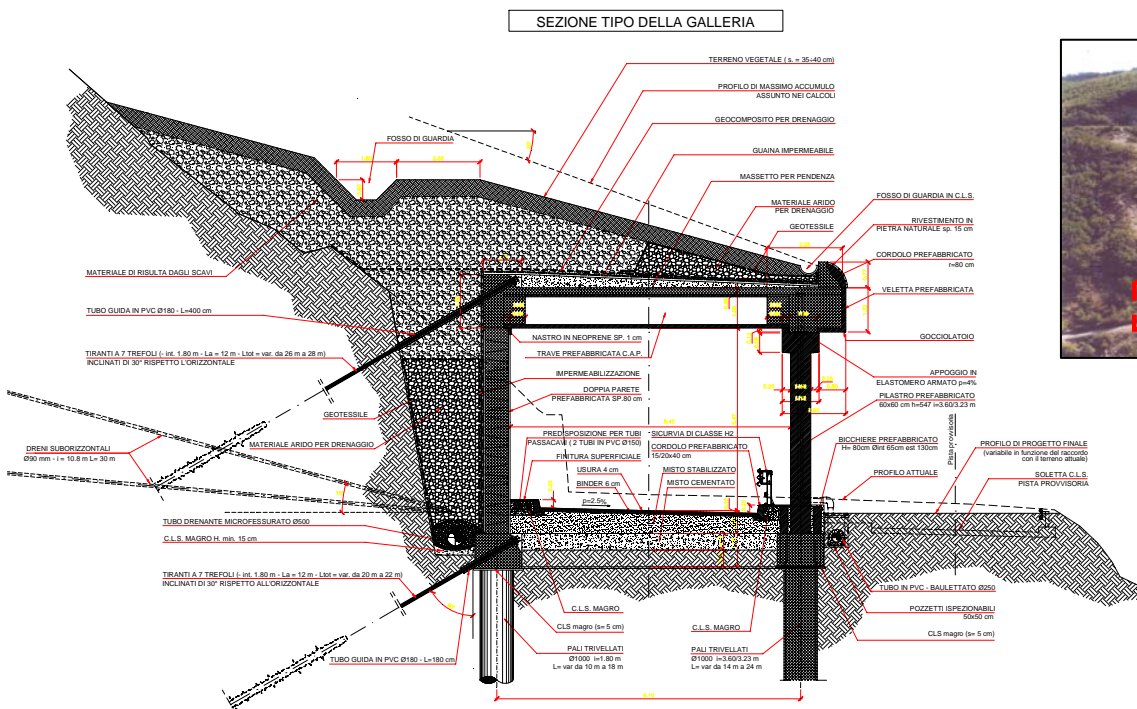 SEZIONE TIPO DELLA GALLERIA
TERRENO VEGETALE ( s. = 35÷40 cm)
PROFILO DI MASSIMO ACCUMULO
ASSUNTO NEI CALCOLI
GEOCOMPOSITO PER DRENAGGIO
FOSSO DI GUARDIA
GUAINA IMPERMEABILE
MASSETTO PER PENDENZA
FOSSO DI GUARDIA IN C.L.S.
MATERIALE ARIDO
PER DRENAGGIO
RIVESTIMENTO IN
PIETRA NATURALE sp. 15 cm
GEOTESSILE
CORDOLO PREFABBRICATO
r=80 cm
MATERIALE DI RISULTA DAGLI SCAVI
VELETTA PREFABBRICATA
TUBO GUIDA IN PVC Ø180 - L=400 cm
NASTRO IN NEOPRENE SP. 1 cm
GOCCIOLATOIO
TRAVE PREFABBRICATA C.A.P.
TIRANTI A 7 TREFOLI (- int. 1.80 m - La = 12 m - Ltot = var. da 26 m a 28 m)
INCLINATI DI 30° RISPETTO L'ORIZZONTALE
IMPERMEABILIZZAZIONE
APPOGGIO IN
ELASTOMERO ARMATO p=4%
DOPPIA PARETE
PREFABBRICATA SP.80 cm
PILASTRO PREFABBRICATO
60x60 cm h=547 i=3.60/3.23 m
GEOTESSILE
PREDISPOSIZIONE PER TUBI
PASSACAVI ( 2 TUBI IN PVC Ø150)
SICURVIA DI CLASSE H2
CORDOLO PREFABBRICATO
15/20x40 cm
BICCHIERE PREFABBRICATO
H= 80cm Øint 65cm est 130cm
Pista provvisoria
PROFILO DI PROGETTO FINALE
(variabile in funzione del raccordo
con il terreno attuale)
MATERIALE ARIDO PER DRENAGGIO
DRENI SUBORIZZONTALI
Ø90 mm - i = 10.8 m L= 30 m
FINITURA SUPERFICIALE
USURA 4 cm
MISTO STABILIZZATO
PROFILO ATTUALE
SOLETTA C.L.S.
PISTA PROVVISORIA
BINDER 6 cm
MISTO CEMENTATO
p=2.5%
TUBO DRENANTE MICROFESSURATO Ø500
C.L.S. MAGRO H. min. 15 cm
TIRANTI A 7 TREFOLI (- int. 1.80 m - La = 12 m - Ltot = var. da 20 m a 22 m)
INCLINATI DI 30° RISPETTO ALL'ORIZZONTALE
TUBO IN PVC - BAULETTATO Ø250
C.L.S. MAGRO
POZZETTI ISPEZIONABILI
50x50 cm
CLS magro (s= 5 cm)
C.L.S. MAGRO
CLS magro (s= 5 cm)
TUBO GUIDA IN PVC Ø180 - L=180 cm
PALI TRIVELLATI
Ø1000 i=1.80 m
L= var da 10 m a 18 m
PALI TRIVELLATI
Ø1000 i=3.60/3.23 m
L= var da 14 m a 24 m